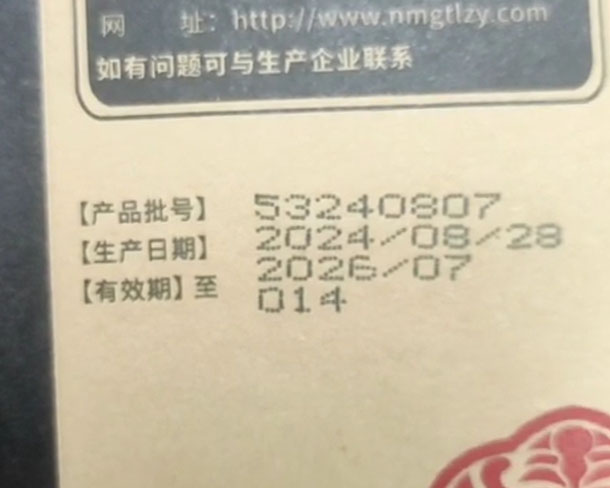 网 址：http://www.nmgtlzy.com
如有问题可与生产企业联系
【产品批号】 53240807
【生产日期】 2024/08/28
【有效期】至 2026/07
014